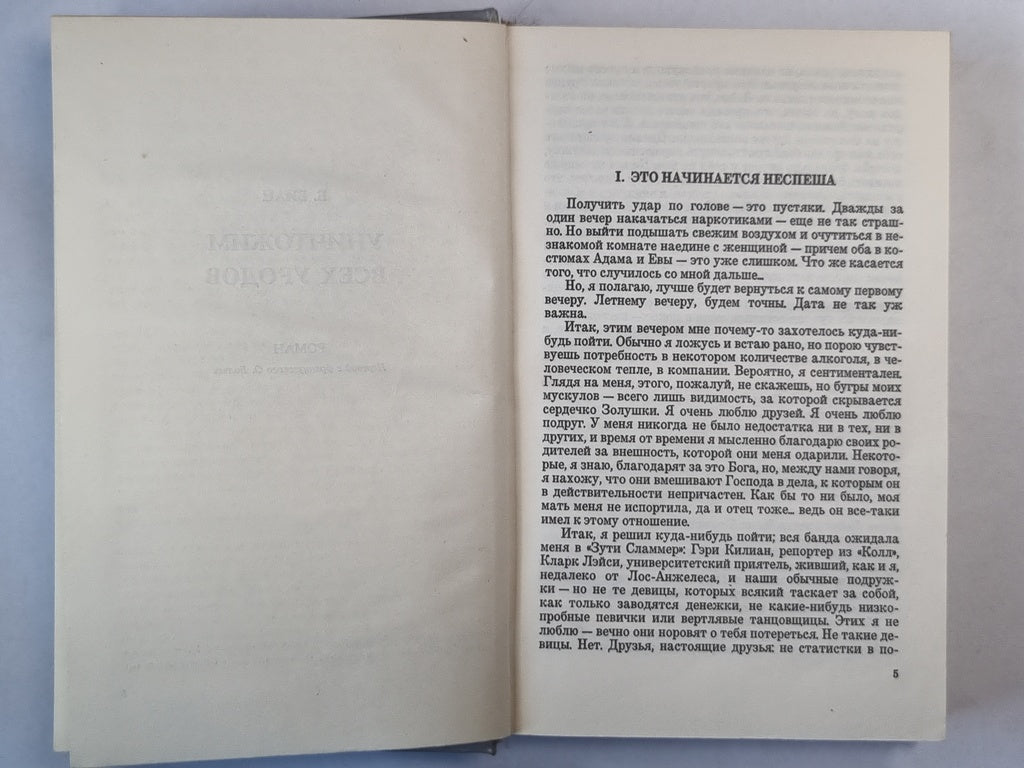 Б. ВИАН
УНИЧТОЖИМ
ВСЕХ УРОДОВ
РОМАН
Перевод с французского
I. ЭТО НАЧИНАЕТСЯ НЕСПЕША
Получить удар по голове — это пустяки. Дважды за
один вечер накачаться наркотиками — еще не так страш-
но. Но выйти подышать свежим воздухом и очутиться в не-
знакомой комнате наедине с женщиной — причем оба в ко-
стюмах Адама и Евы — это уже слишком. Что же касается
того, что случилось со мной дальше...
Но, я полагаю, лучше будет вернуться к самому первому
вечеру. Летнему вечеру, будем точны. Дата не так уж
важна.
Итак, этим вечером мне почему-то захотелось куда-ни-
будь пойти. Обычно я ложусь и встаю рано, но порою чувст-
вуешь потребность в некотором количестве алкоголя, в че-
ловеческом тепле, в компании. Вероятно, я сентиментален.
Глядя на меня, этого, пожалуй, не скажешь, но бугры моих
мускулов — всего лишь видимость, за которой скрывается
сердечко Золушки. Я очень люблю друзей. Я очень люблю
подруг. У меня никогда не было недостатка ни в тех, ни в
других, и время от времени я мысленно благодарю своих ро-
дителей за внешность, которой они меня одарили. Некото-
рые, я знаю, благодарят за это Бога, но, между нами говоря,
я нахожу, что они вмешивают Господа в дела, к которым он
в действительности непричастен. Как бы то ни было, моя
мать меня не испортила, да и отец тоже... ведь он все-таки
имел к этому отношение.
Итак, я решил куда-нибудь пойти; вся банда ожидала
меня в «Зути Сламмер»: Гэри Килиан, репортер из «Колл»,
Кларк Лэйси, университетский приятель, живший, как и я,
недалеко от Лос-Анжелеса, и наши обычные подруж-
ки — но не те девицы, которых всякий таскает за собой,
как только заводятся денежки, не какие-нибудь низко-
пробные певички или вертлявые танцовщицы. Этих я не
люблю — вечно они норовят о тебя потереться. Не такие де-
вицы. Нет. Друзья, настоящие друзья: не статистки в по-
5